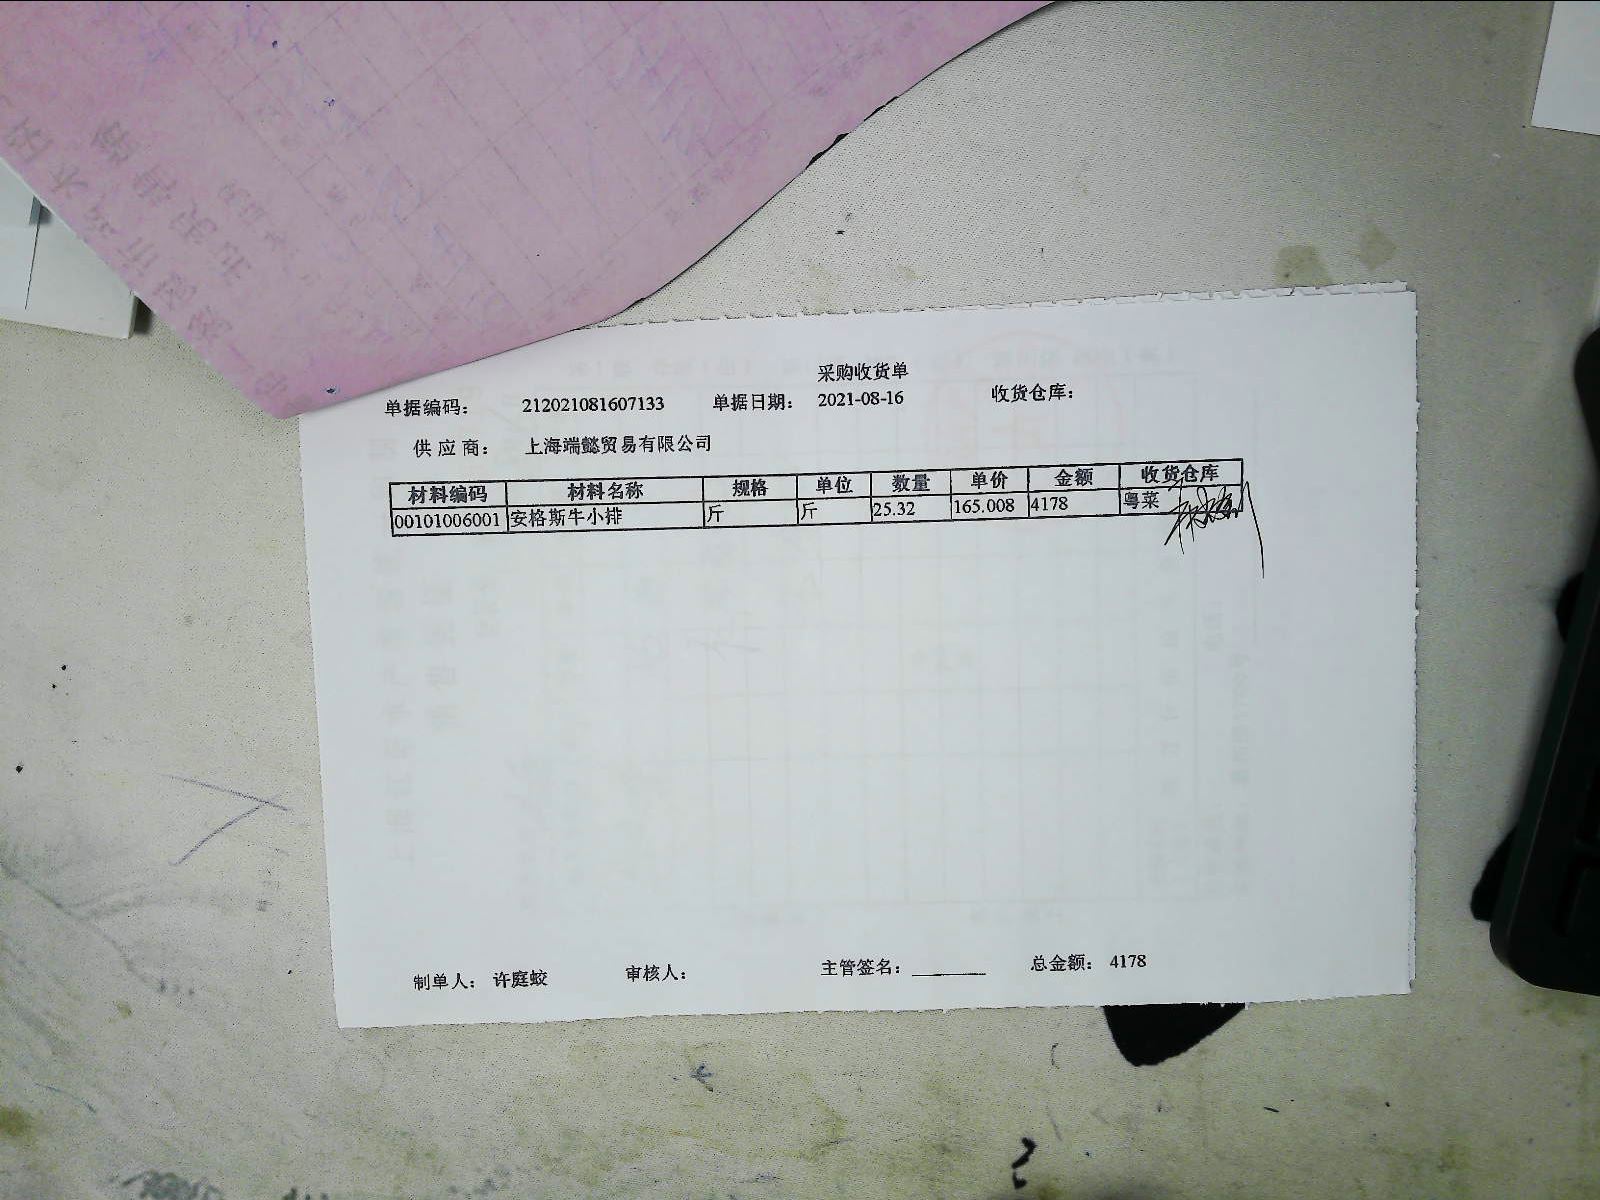 采购收货单
单据编码： 212021081607133 单据日期： 2021-08-16 收货仓库：
供 应 商： 上海瑞懿贸易有限公司
材料编码 材料名称 规格 单位 数量 单价 金额 收货仓库
00101006001 安格斯牛小排 斤 斤 25.32 165.008 4178 粤菜
制单人： 许庭蛟 审核人： 主管签名： 总金额： 4178